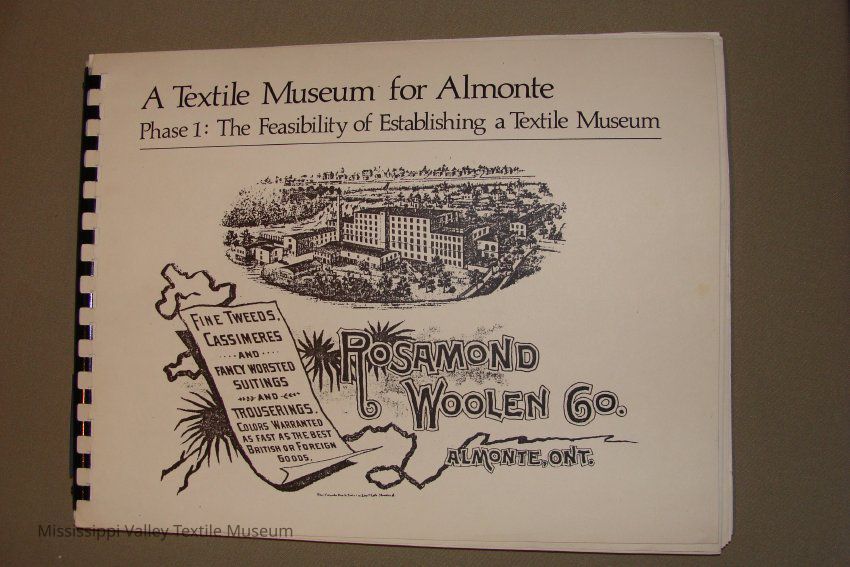 A Textile Museum for Almonte
Phase 1: The Feasibility of Establishing a Textile Museum
FINE TWEEDS,
CASSIMERES
AND
FANCY WORSTED
SUITINGS
AND
TROUSERINGS.
COLORS WARRANTED
AS FAST AS THE BEST
BRITISH OR FOREIGN
GOODS.
ROSAMOND
WOOLEN CO.
ALMONTE, ONT.
Mississippi Valley Textile Museum